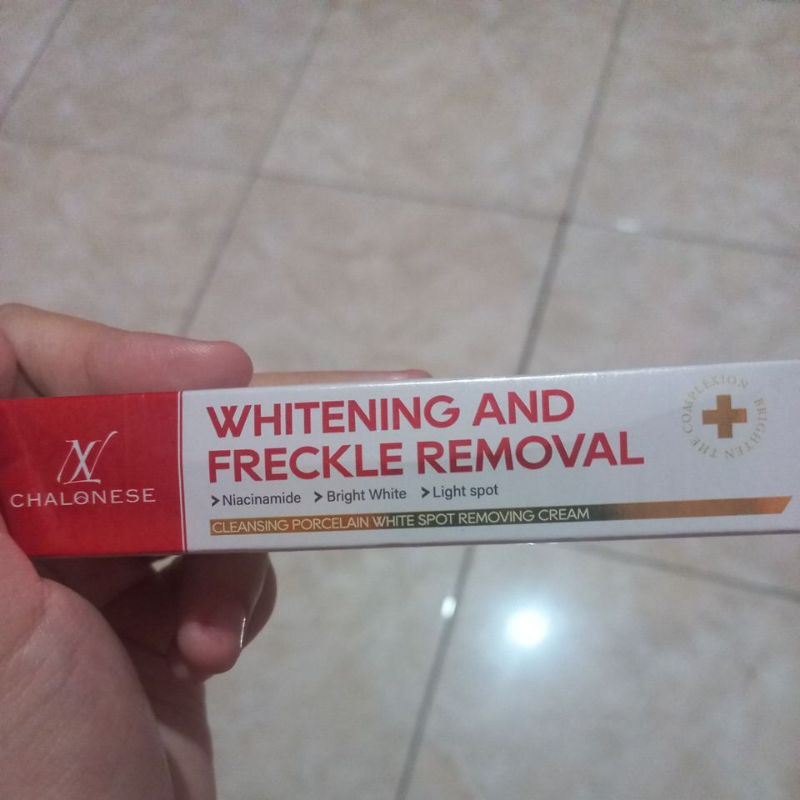 CHALONESE
WHITENING AND
FRECKLE REMOVAL
>Niacinamide >Bright White >Light spot
CLEANSING PORCELAIN WHITE SPOT REMOVING CREAM
BRIGHTEN THE COMPLEXION